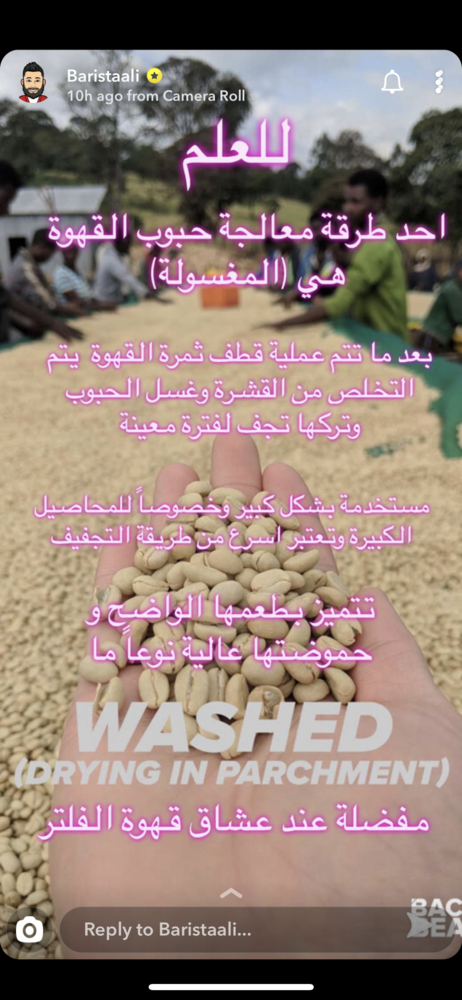 Baristaali
10h ago from Camera Roll
للعلم
احد طرقة معالجة حبوب القهوة
هي (المغسولة)
بعد ما تتم عملية قطف ثمرة القهوة يتم
التخلص من القشرة وغسل الحبوب
وتركها تجف لفترة معينة
مستخدمة بشكل كبير وخصوصاً للمحاصيل
الكبيرة وتعتبر اسرع من طريقة التجفيف
تتميز بطعمها الواضح و
حموضتها عالية نوعاً ما
WASHED
(DRYING IN PARCHMENT)
مفضلة عند عشاق قهوة الفلتر
Reply to Baristaali...